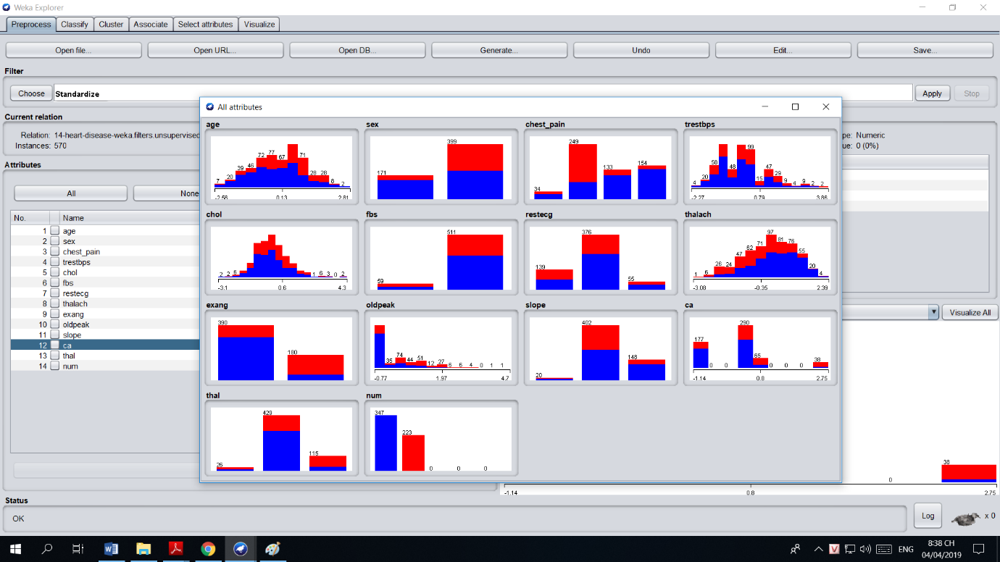 Weka Explorer
Preprocess Classify Cluster Associate Select attributes Visualize
Open file... Open URL... Open DB... Generate... Undo Edit... Save...
Filter
Choose Standardize Apply Stop
Current relation
Relation: 14-heart-disease-weka.filters.unsupervised
Instances: 570
pe: Numeric
ue: 0 (0%)
Attributes
All None
No. Name
1 age
2 sex
3 chest_pain
4 trestbps
5 chol
6 fbs
7 restecg
8 thalach
9 exang
10 oldpeak
11 slope
12 ca
13 thal
14 num
Visualize All
All attributes
age
7 20 39 46 72 77 67 71 28 28 8 2
-2.56 0.13 2.81
sex
171 399
chest_pain
34 249 133 154
trestbps
4 20 58 48 99 15 47 29 9 4 9 2 2
-2.27 0.79 3.86
chol
2 2 5 1 6 3 0 2
-3.1 0.6 4.3
fbs
59 511
restecg
139 376 55
thalach
1 6 26 24 47 62 71 97 81 76 55 20 4
-3.08 -0.35 2.39
exang
390 180
oldpeak
35 74 44 51 12 27 6 6 4 0 1 1
-0.77 1.97 4.7
slope
20 402 148
ca
177 0 0 290 65 0 0 0 38
-1.14 0.8 2.75
thal
26 429 115
num
347 223 0 0 0
0 38
-1.14 0.8 2.75
Status
OK
Log x 0
ENG
8:38 CH
04/04/2019